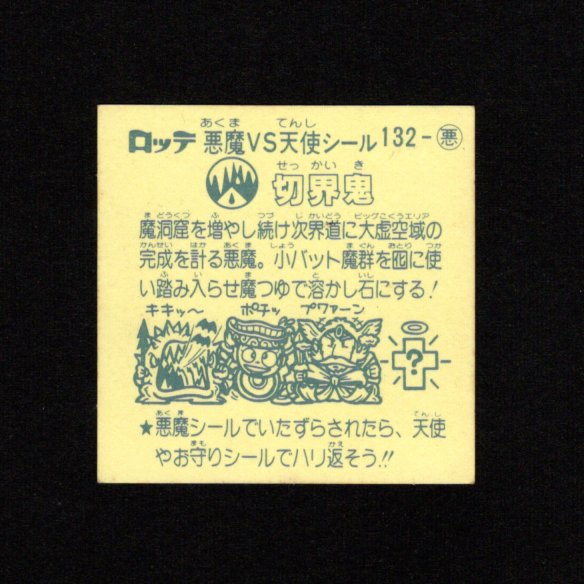 あくま てんし
ロッテ 悪魔VS天使シール 132-悪
せっ かい き
切界鬼
ま どうくつ ふ つづ じ かいどう ビッグこくうエリア
魔洞窟を増やし続け次界道に大虚空域の
かんせい はか あくま しょう まぐん おとり つか
完成を計る悪魔。小バット魔群を囮に使
ふ い ま と いし
い踏み入らせ魔つゆで溶かし石にする!
キキッ〜 ポチッ プワァーン
?
あくま てんし
★悪魔シールでいたずらされたら、天使
まも かえ
やお守りシールでハリ返そう!!